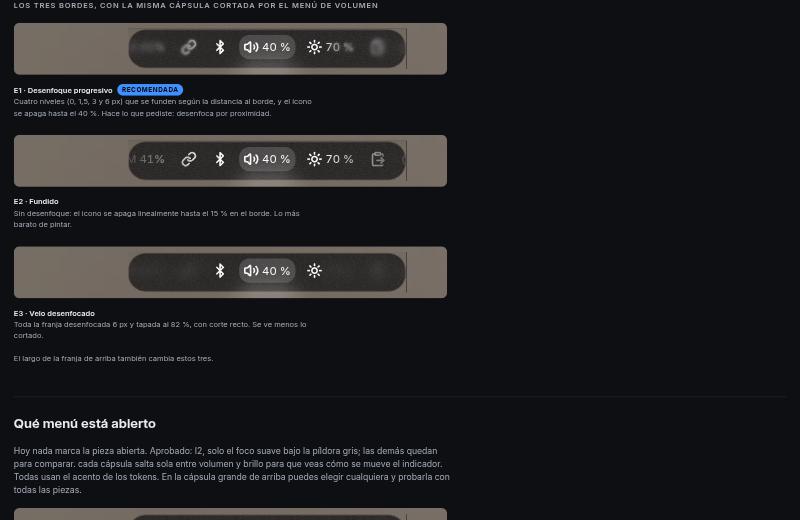 LOS TRES BORDES, CON LA MISMA CÁPSULA CORTADA POR EL MENÚ DE VOLUMEN
40 % 70 %
E1 · Desenfoque progresivo RECOMENDADA
Cuatro niveles (0, 1,5, 3 y 6 px) que se funden según la distancia al borde, y el icono
se apaga hasta el 40 %. Hace lo que pediste: desenfoca por proximidad.
41% 40 % 70 %
E2 · Fundido
Sin desenfoque: el icono se apaga linealmente hasta el 15 % en el borde. Lo más
barato de pintar.
40 %
E3 · Velo desenfocado
Toda la franja desenfocada 6 px y tapada al 82 %, con corte recto. Se ve menos lo
cortado.
El largo de la franja de arriba también cambia estos tres.
Qué menú está abierto
Hoy nada marca la pieza abierta. Aprobado: I2, solo el foco suave bajo la píldora gris; las demás quedan
para comparar. cada cápsula salta sola entre volumen y brillo para que veas cómo se mueve el indicador.
Todas usan el acento de los tokens. En la cápsula grande de arriba puedes elegir cualquiera y probarla con
todas las piezas.